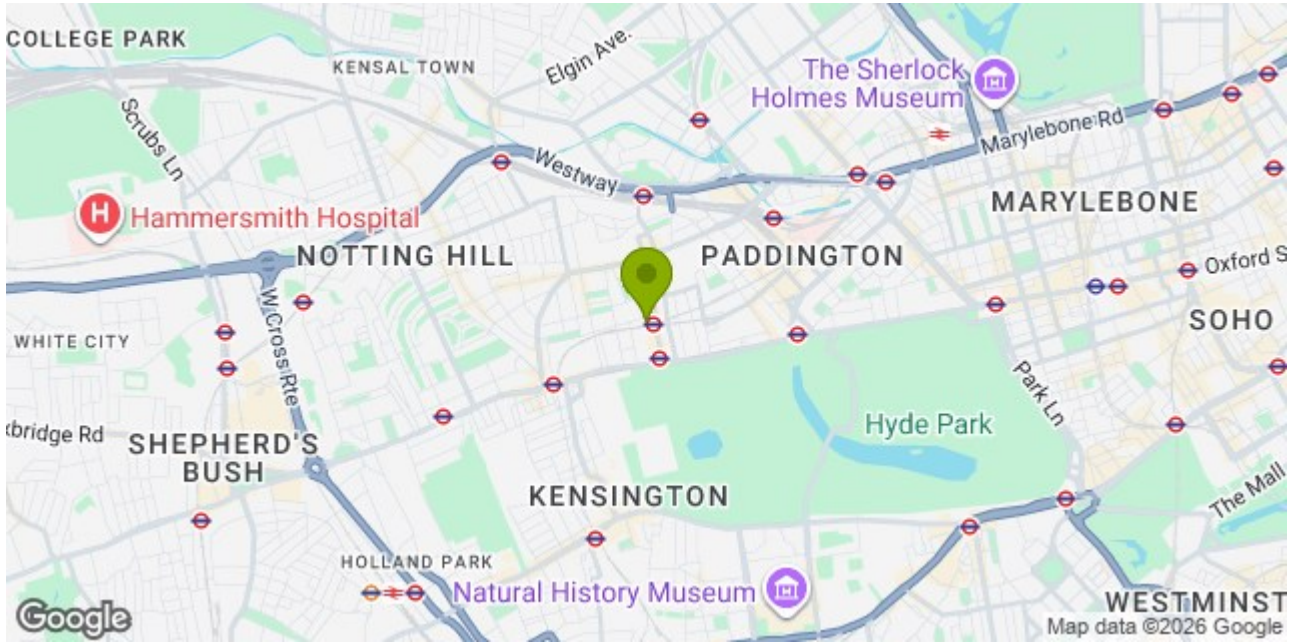 COLLEGE PARK
KENSAL TOWN
Elgin Ave.
The Sherlock
Holmes Museum
Marylebone Rd
Scrubs Ln
Westway
H
Hammersmith Hospital
MARYLEBONE
NOTTING HILL
PADDINGTON
Oxford S
W Cross Rte
WHITE CITY
SOHO
Park Ln
Hyde Park
xbridge Rd
SHEPHERD'S
BUSH
KENSINGTON
The Mall
HOLLAND PARK
Natural History Museum
WESTMINST
Google
Map data ©2026 Google